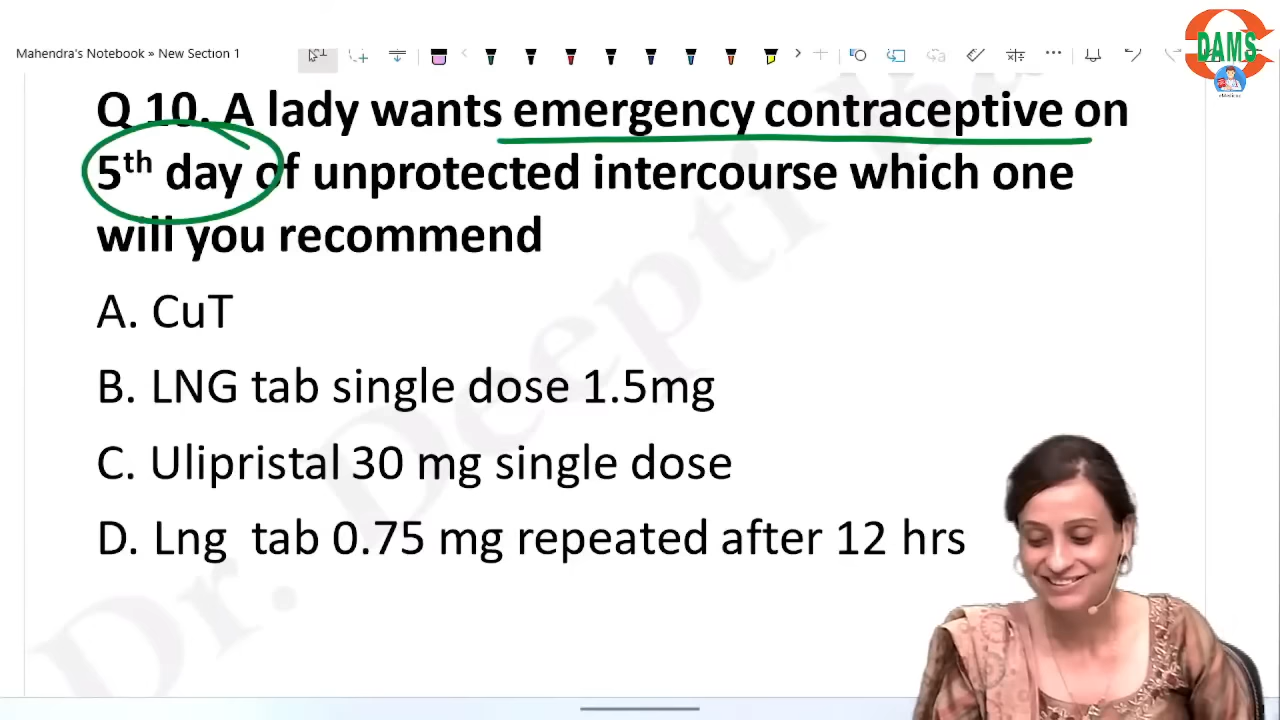 Mahendra's Notebook » New Section 1
DAMS
Q 10. A lady wants emergency contraceptive on
5th day of unprotected intercourse which one
will you recommend
A. CuT
B. LNG tab single dose 1.5mg
C. Ulipristal 30 mg single dose
D. Lng tab 0.75 mg repeated after 12 hrs
Dr. Deepti